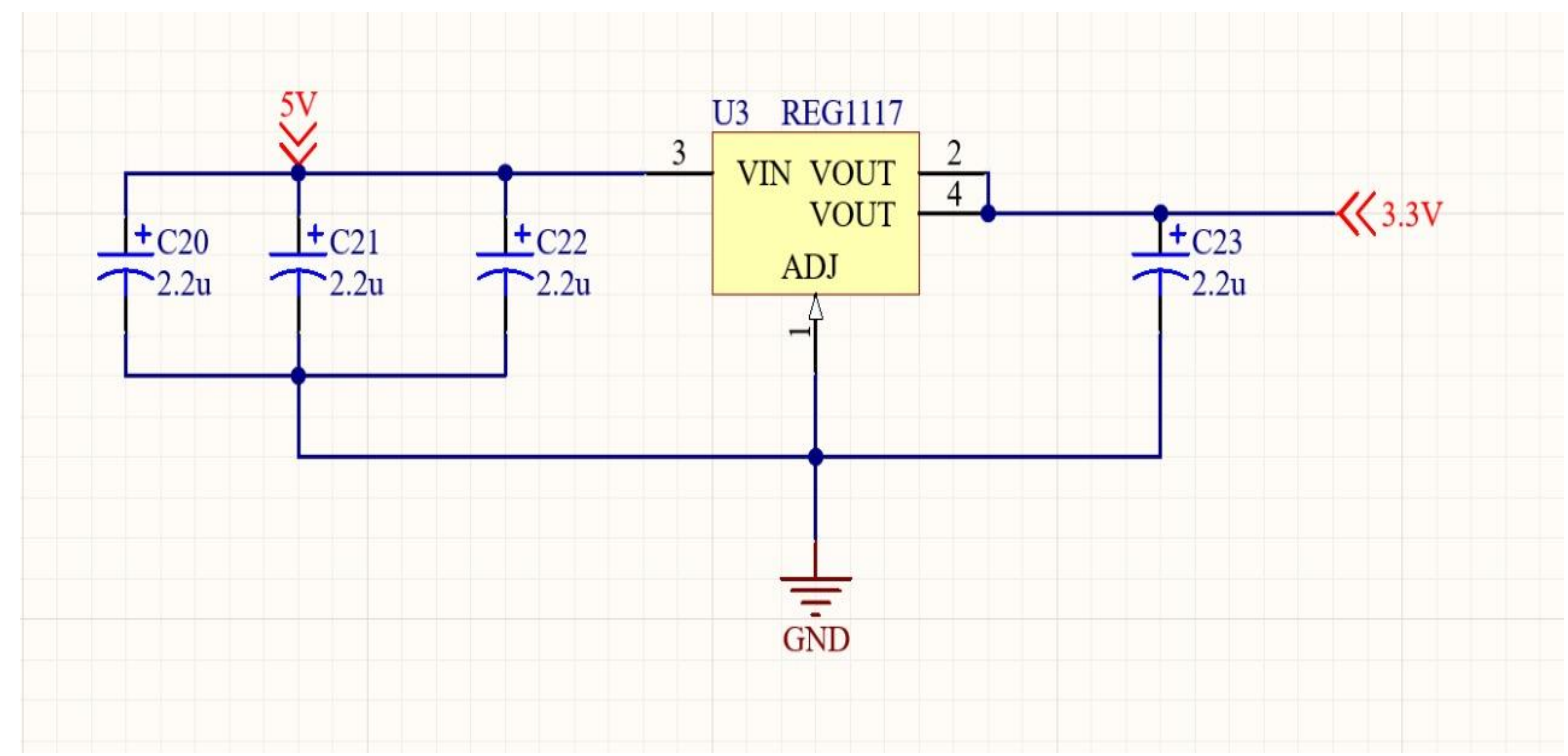 5V
U3 REG1117
3
VIN VOUT
2
VOUT
4
ADJ
1
+ C20
2.2u
+ C21
2.2u
+ C22
2.2u
+ C23
2.2u
3.3V
GND